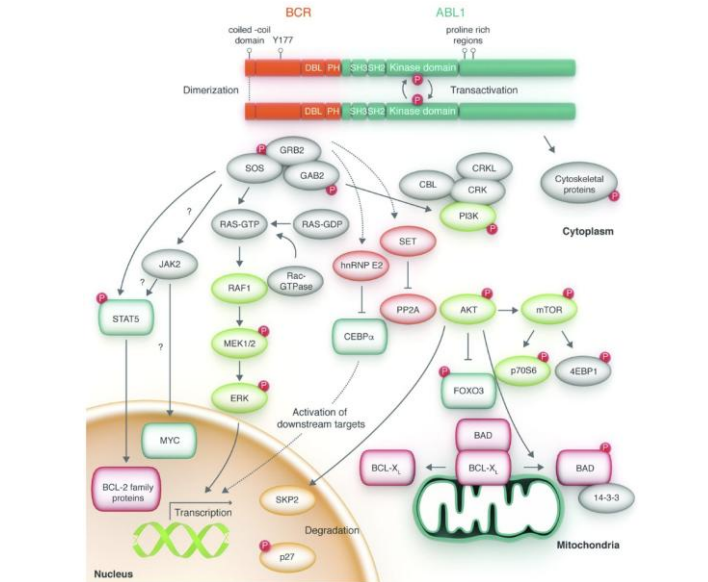 BCR
ABL1
coiled -coil
domain
Y177
proline rich
regions
DBL PH SH3 SH2 Kinase domain
P
Dimerization
Transactivation
P
DBL PH SH3 SH2 Kinase domain
P
GRB2
SOS
GAB2
P
CRKL
CBL
CRK
PI3K
P
Cytoskeletal
proteins
P
Cytoplasm
?
RAS-GTP
RAS-GDP
SET
JAK2
hnRNP E2
?
Rac-
GTPase
RAF1
P
STAT5
PP2A
AKT
P
mTOR
P
CEBPα
MEK1/2
P
?
p70S6
P
4EBP1
P
P
FOXO3
ERK
P
Activation of
downstream targets
MYC
BAD
BCL-XL
BCL-XL
BAD
P
14-3-3
BCL-2 family
proteins
SKP2
Transcription
Degradation
P
p27
Mitochondria
Nucleus